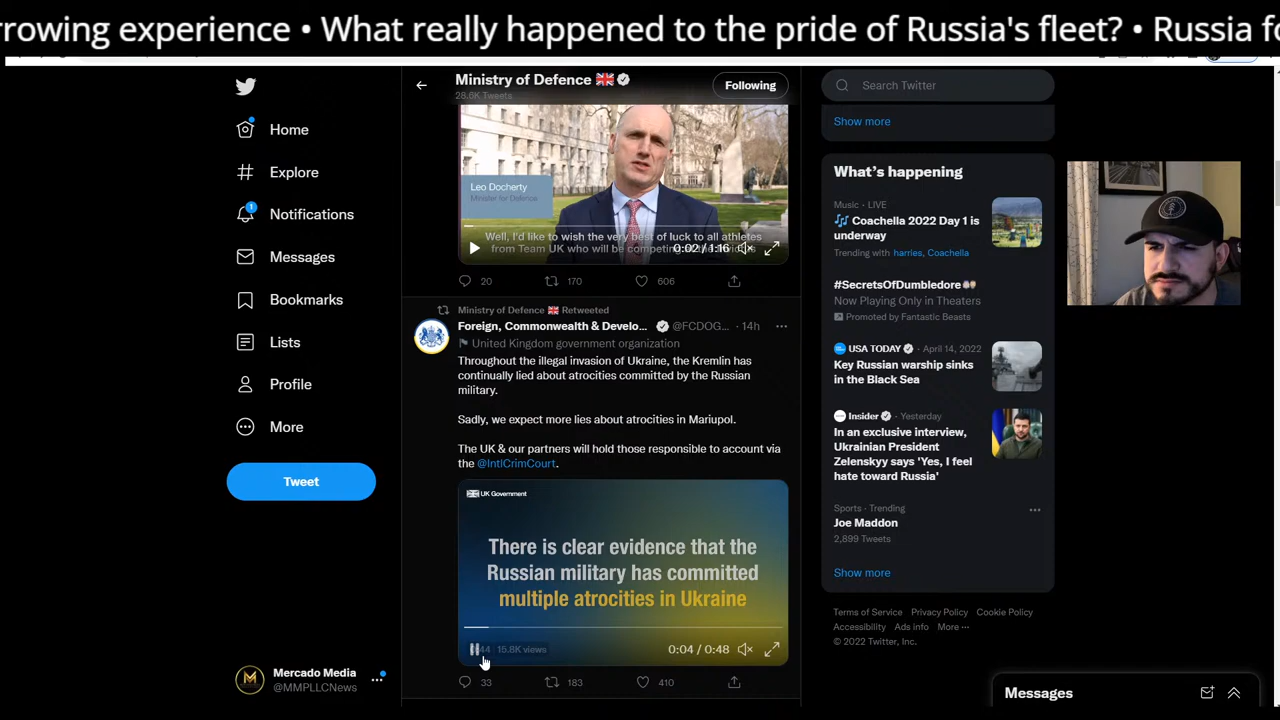 rowing experience • What really happened to the pride of Russia's fleet? • Russia fo
Ministry of Defence 🇬🇧
28.6K Tweets
Following
Search Twitter
Home
Explore
1
Notifications
Messages
Bookmarks
Lists
Profile
More
Tweet
Mercado Media
@MMPLLCNews
Leo Docherty
Minister for Defence
Well, I'd like to wish the very best of luck to all athletes
from Team UK who will be competing
0:02 / 1:16
20
170
606
Ministry of Defence 🇬🇧 Retweeted
Foreign, Commonwealth & Develo... @FCDOG... · 14h
United Kingdom government organization
Throughout the illegal invasion of Ukraine, the Kremlin has
continually lied about atrocities committed by the Russian
military.
Sadly, we expect more lies about atrocities in Mariupol.
The UK & our partners will hold those responsible to account via
the @IntlCrimCourt.
UK Government
There is clear evidence that the
Russian military has committed
multiple atrocities in Ukraine
15.8K views
0:04 / 0:48
33
183
410
Show more
What's happening
Music · LIVE
🎶 Coachella 2022 Day 1 is
underway
Trending with harries, Coachella
#SecretsOfDumbledore
Now Playing Only in Theaters
Promoted by Fantastic Beasts
USA TODAY · April 14, 2022
Key Russian warship sinks
in the Black Sea
Insider · Yesterday
In an exclusive interview,
Ukrainian President
Zelenskyy says 'Yes, I feel
hate toward Russia'
Sports · Trending
Joe Maddon
2,899 Tweets
Show more
Terms of Service Privacy Policy Cookie Policy
Accessibility Ads info More ···
© 2022 Twitter, Inc.
Messages